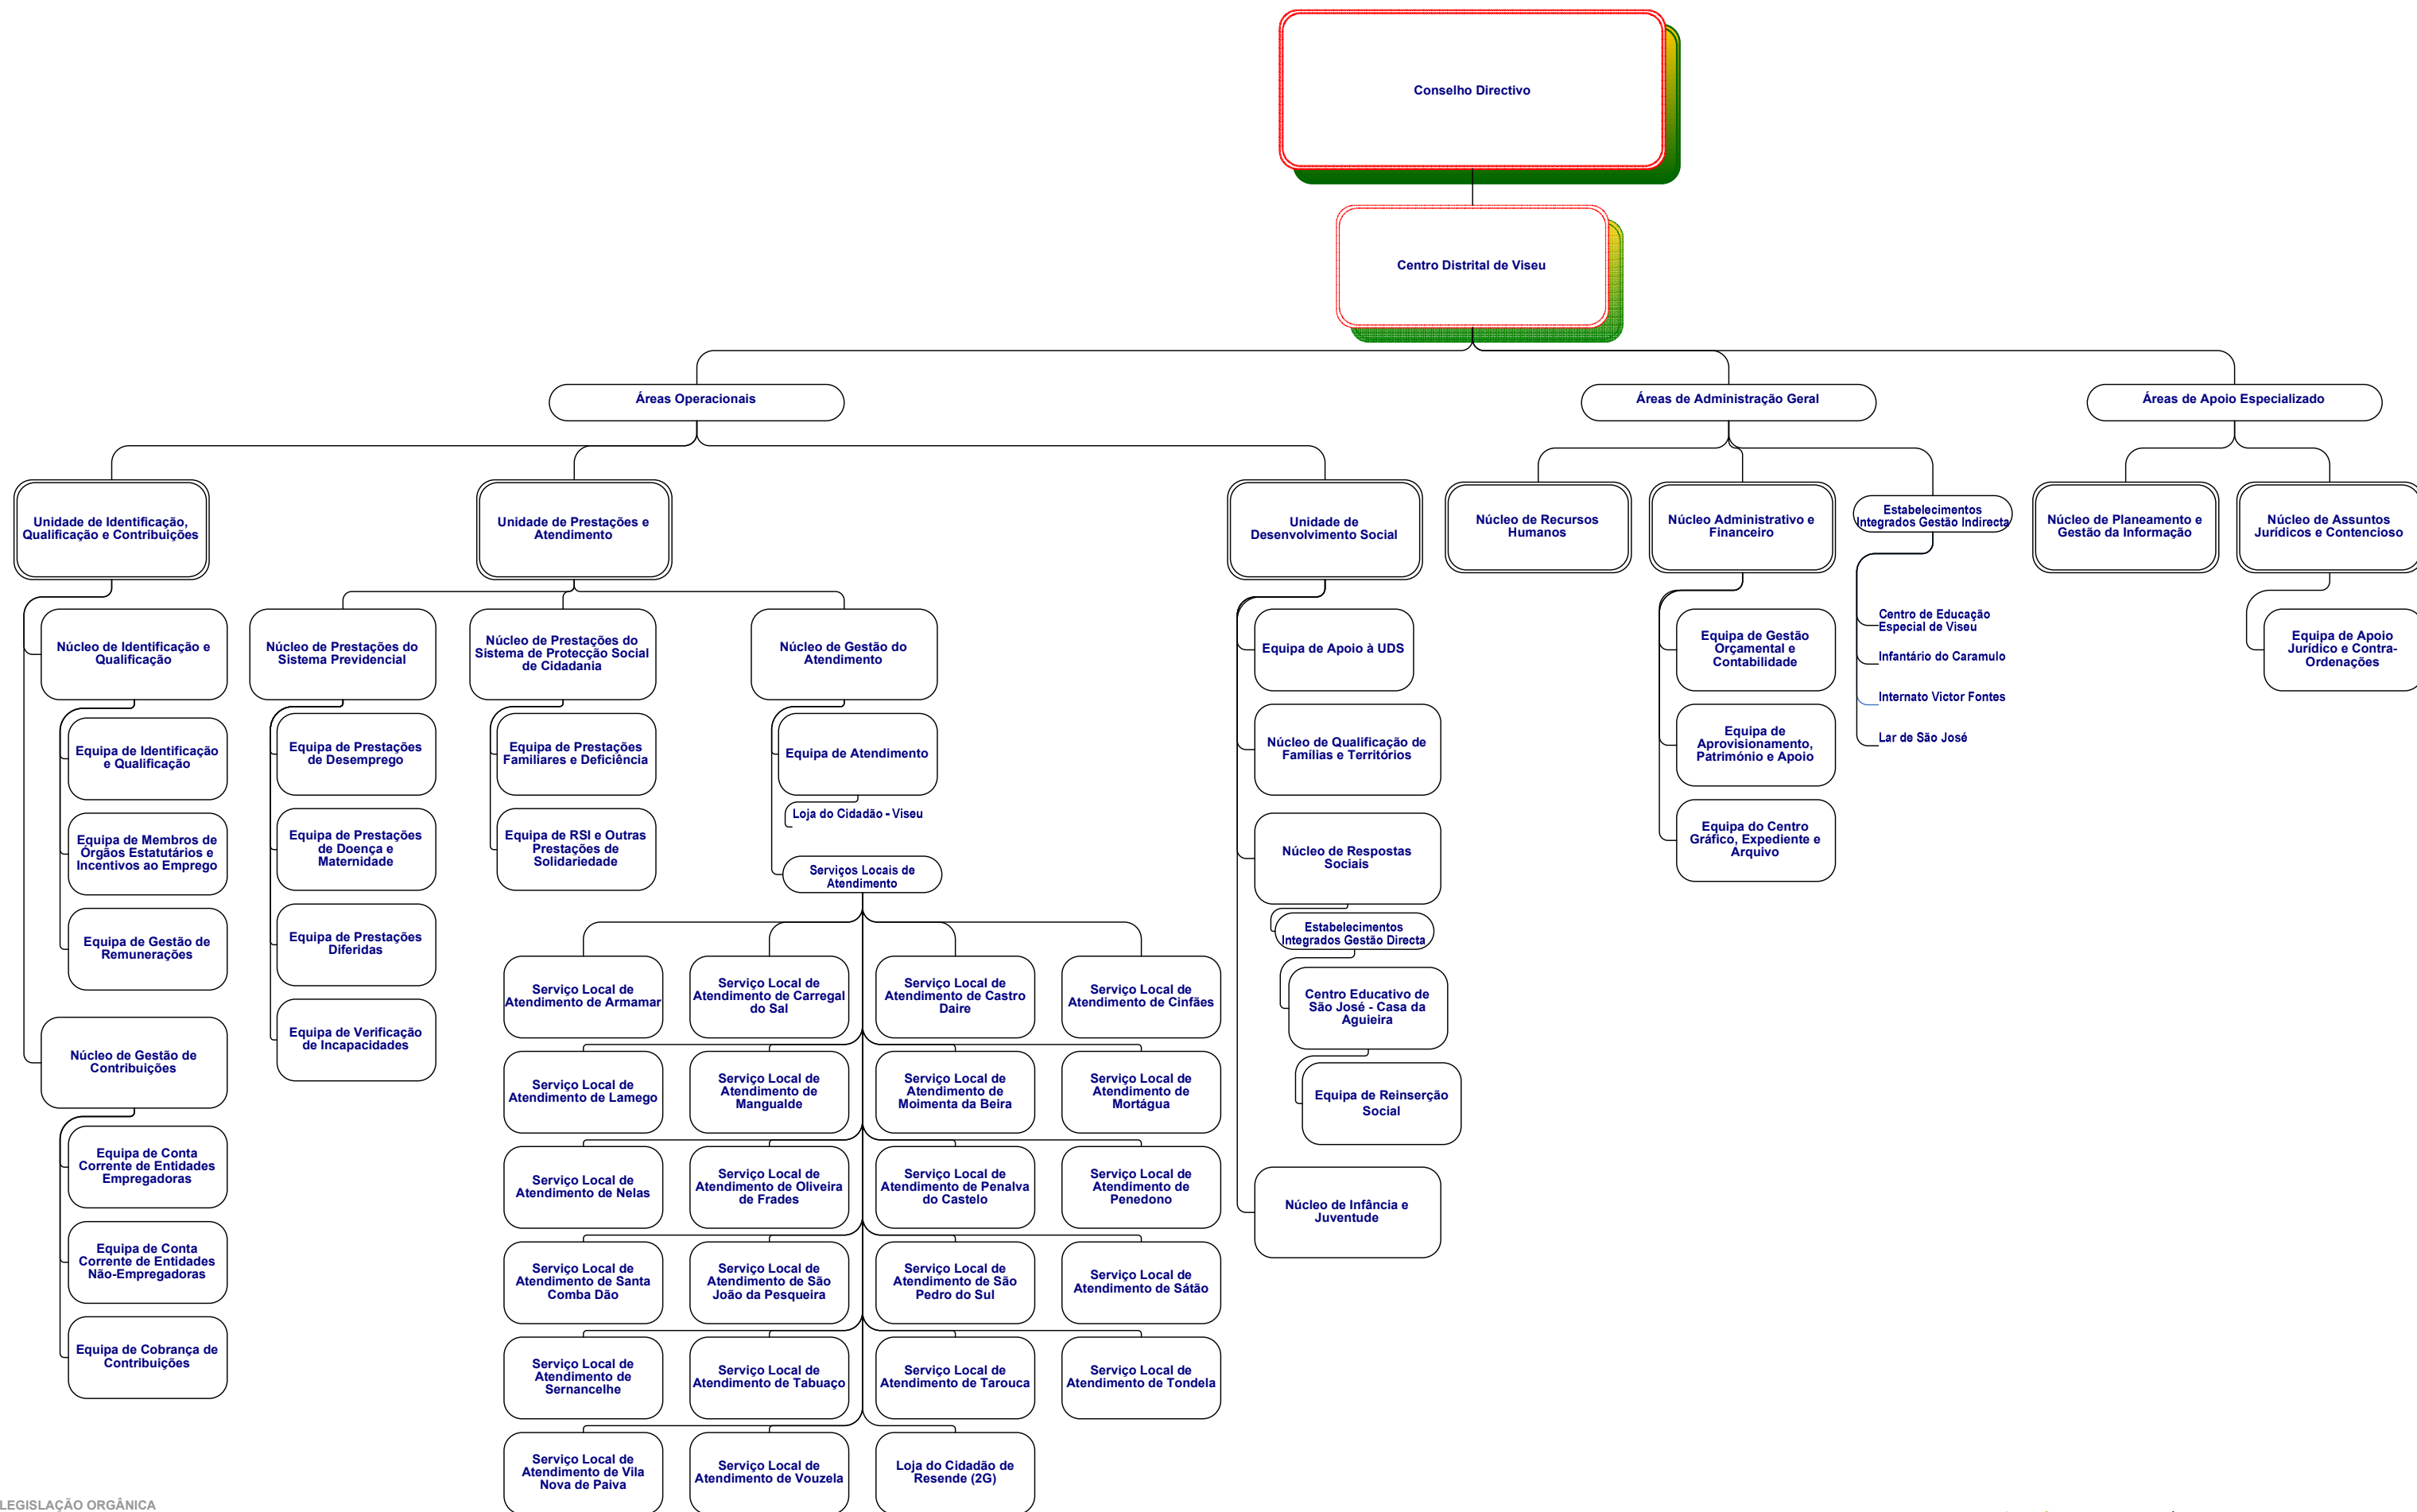 Conselho Directivo
Centro Distrital de Viseu
Áreas Operacionais
Áreas de Administração Geral
Áreas de Apoio Especializado
Unidade de Identificação,
Qualificação e Contribuições
Unidade de Prestações e
Atendimento
Unidade de
Desenvolvimento Social
Núcleo de Recursos
Humanos
Núcleo Administrativo e
Financeiro
Estabelecimentos
Integrados Gestão Indirecta
Núcleo de Planeamento e
Gestão da Informação
Núcleo de Assuntos
Jurídicos e Contencioso
Núcleo de Identificação e
Qualificação
Equipa de Identificação
e Qualificação
Equipa de Membros de
Órgãos Estatutários e
Incentivos ao Emprego
Equipa de Gestão de
Remunerações
Núcleo de Gestão de
Contribuições
Equipa de Conta
Corrente de Entidades
Empregadoras
Equipa de Conta
Corrente de Entidades
Não-Empregadoras
Equipa de Cobrança de
Contribuições
Núcleo de Prestações do
Sistema Previdencial
Equipa de Prestações
de Desemprego
Equipa de Prestações
de Doença e
Maternidade
Equipa de Prestações
Diferidas
Equipa de Verificação
de Incapacidades
Núcleo de Prestações do
Sistema de Protecção Social
de Cidadania
Equipa de Prestações
Familiares e Deficiência
Equipa de RSI e Outras
Prestações de
Solidariedade
Núcleo de Gestão do
Atendimento
Equipa de Atendimento
Loja do Cidadão - Viseu
Serviços Locais de
Atendimento
Serviço Local de
Atendimento de Armamar
Serviço Local de
Atendimento de Carregal
do Sal
Serviço Local de
Atendimento de Castro
Daire
Serviço Local de
Atendimento de Cinfães
Serviço Local de
Atendimento de Lamego
Serviço Local de
Atendimento de
Mangualde
Serviço Local de
Atendimento de
Moimenta da Beira
Serviço Local de
Atendimento de
Mortágua
Serviço Local de
Atendimento de Nelas
Serviço Local de
Atendimento de Oliveira
de Frades
Serviço Local de
Atendimento de Penalva
do Castelo
Serviço Local de
Atendimento de
Penedono
Serviço Local de
Atendimento de Santa
Comba Dão
Serviço Local de
Atendimento de São
João da Pesqueira
Serviço Local de
Atendimento de São
Pedro do Sul
Serviço Local de
Atendimento de Sátão
Serviço Local de
Atendimento de
Sernancelhe
Serviço Local de
Atendimento de Tabuaço
Serviço Local de
Atendimento de Tarouca
Serviço Local de
Atendimento de Tondela
Serviço Local de
Atendimento de Vila
Nova de Paiva
Serviço Local de
Atendimento de Vouzela
Loja do Cidadão de
Resende (2G)
Equipa de Apoio à UDS
Núcleo de Qualificação de
Famílias e Territórios
Núcleo de Respostas
Sociais
Estabelecimentos
Integrados Gestão Directa
Centro Educativo de
São José - Casa da
Aguieira
Equipa de Reinserção
Social
Núcleo de Infância e
Juventude
Equipa de Gestão
Orçamental e
Contabilidade
Equipa de
Aprovisionamento,
Património e Apoio
Equipa do Centro
Gráfico, Expediente e
Arquivo
Centro de Educação
Especial de Viseu
Infantário do Caramulo
Internato Victor Fontes
Lar de São José
Equipa de Apoio
Jurídico e Contra-
Ordenações
LEGISLAÇÃO ORGÂNICA